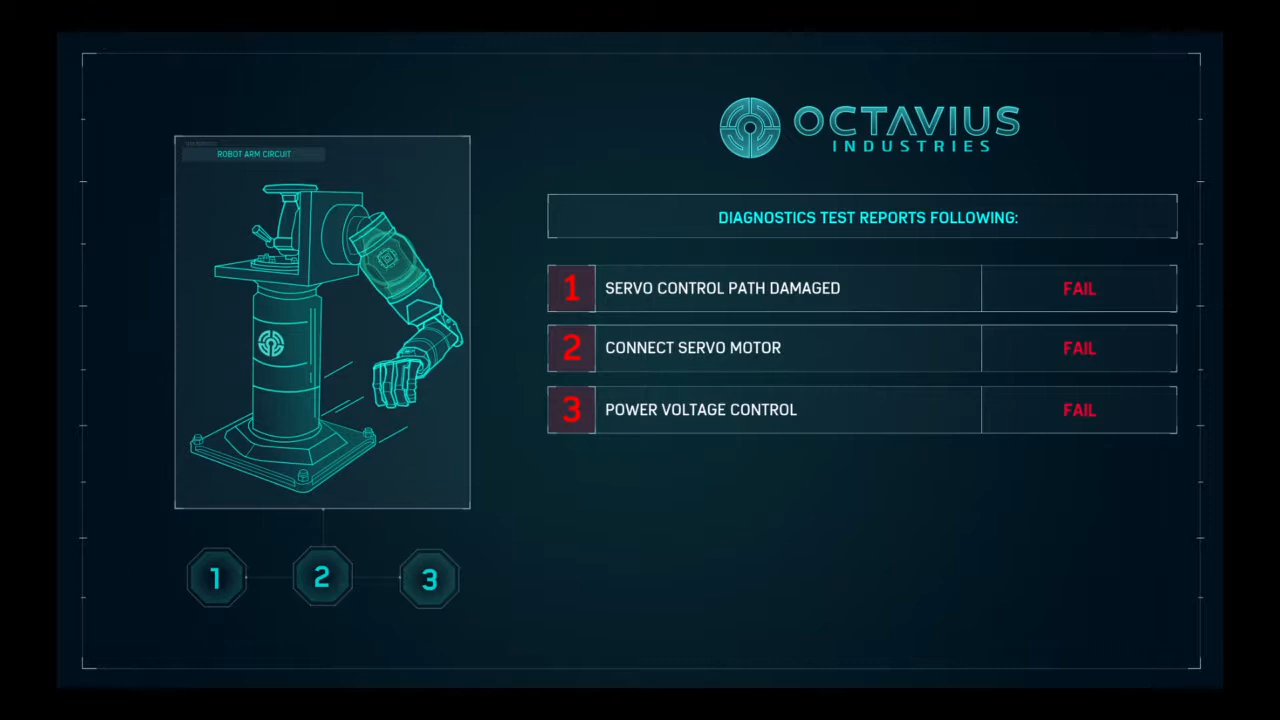 OCTAVIUS
INDUSTRIES
ROBOT ARM CIRCUIT
DIAGNOSTICS TEST REPORTS FOLLOWING:
1 SERVO CONTROL PATH DAMAGED FAIL
2 CONNECT SERVO MOTOR FAIL
3 POWER VOLTAGE CONTROL FAIL
1 2 3